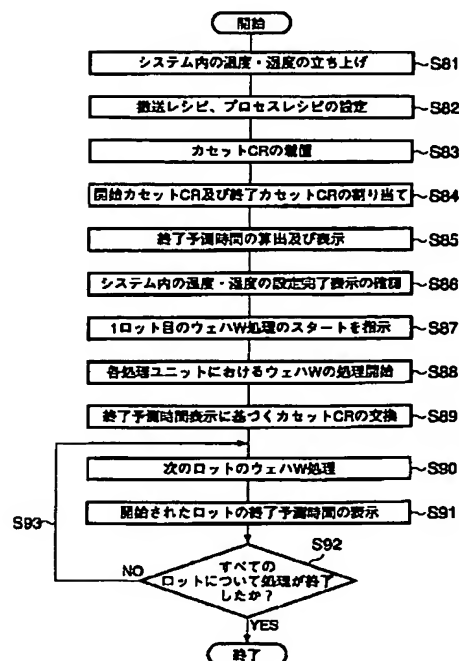 開始
システム内の温度・湿度の立ち上げ
S81
搬送レシピ、プロセスレシピの設定
S82
カセットCRの載置
S83
開始カセットCR及び終了カセットCRの割り当て
S84
終了予測時間の算出及び表示
S85
システム内の温度・湿度の設定完了表示の確認
S86
1ロット目のウェハW処理のスタートを指示
S87
各処理ユニットにおけるウェハWの処理開始
S88
終了予測時間表示に基づくカセットCRの交換
S89
次のロットのウェハW処理
S90
開始されたロットの終了予測時間の表示
S91
S93
S92
NO
すべての
ロットについて処理が終了
したか?
YES
終了